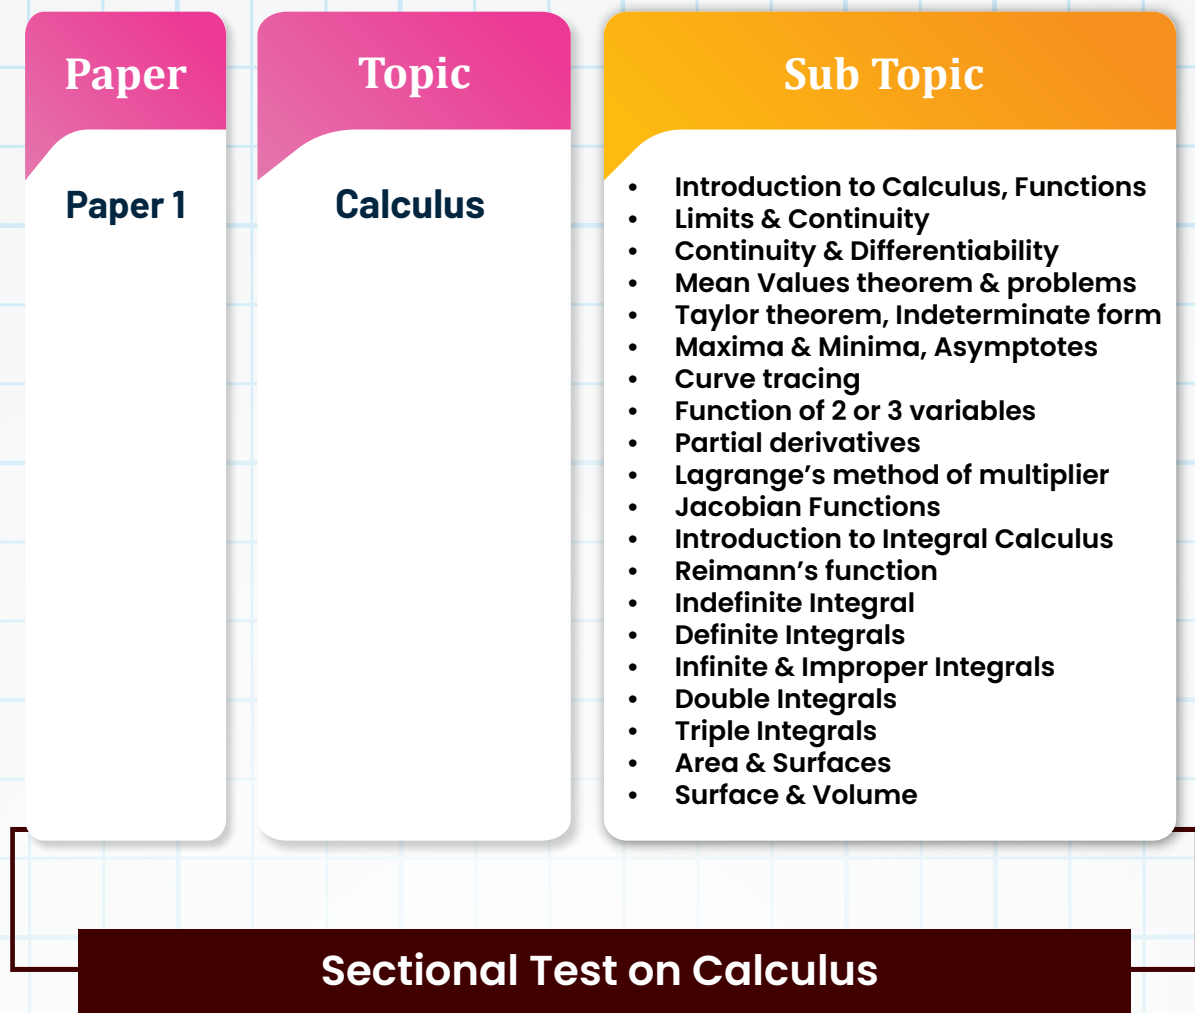 Paper
Topic
Sub Topic
Paper 1
Calculus
• Introduction to Calculus, Functions
• Limits & Continuity
• Continuity & Differentiability
• Mean Values theorem & problems
• Taylor theorem, Indeterminate form
• Maxima & Minima, Asymptotes
• Curve tracing
• Function of 2 or 3 variables
• Partial derivatives
• Lagrange’s method of multiplier
• Jacobian Functions
• Introduction to Integral Calculus
• Reimann’s function
• Indefinite Integral
• Definite Integrals
• Infinite & Improper Integrals
• Double Integrals
• Triple Integrals
• Area & Surfaces
• Surface & Volume
Sectional Test on Calculus